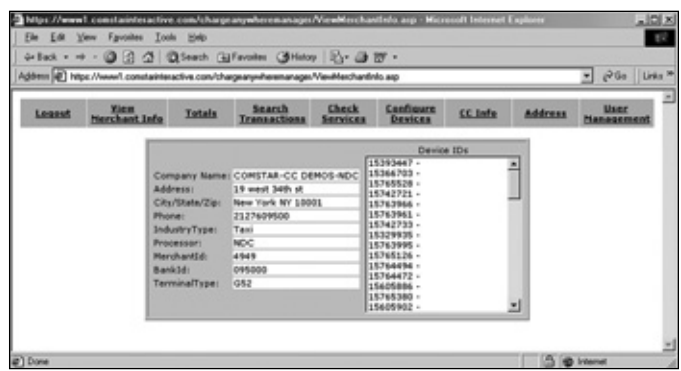 https://www1.comstarinteractive.com/chargeanywheremanager/ViewMerchantInfo.asp - Microsoft Internet Explorer
File Edit View Favorites Tools Help
Back Search Favorites History
Address https://www1.comstarinteractive.com/chargeanywheremanager/ViewMerchantInfo.asp Go Links »
Logout View Merchant Info Totals Search Transactions Check Services Configure Devices CC Info Address User Management
Device IDs
Company Name: COMSTAR-CC DEMOS-NDC
Address: 19 west 34th st
City/State/Zip: New York NY 10001
Phone: 2127609500
IndustryType: Taxi
Processor: NDC
MerchantId: 4949
BankId: 095000
TerminalType: G52
15393447 -
15366703 -
15765528 -
15742721 -
15763966 -
15763961 -
15742733 -
15329935 -
15763995 -
15765126 -
15764494 -
15764472 -
15605886 -
15765380 -
15605902 -
Done Internet